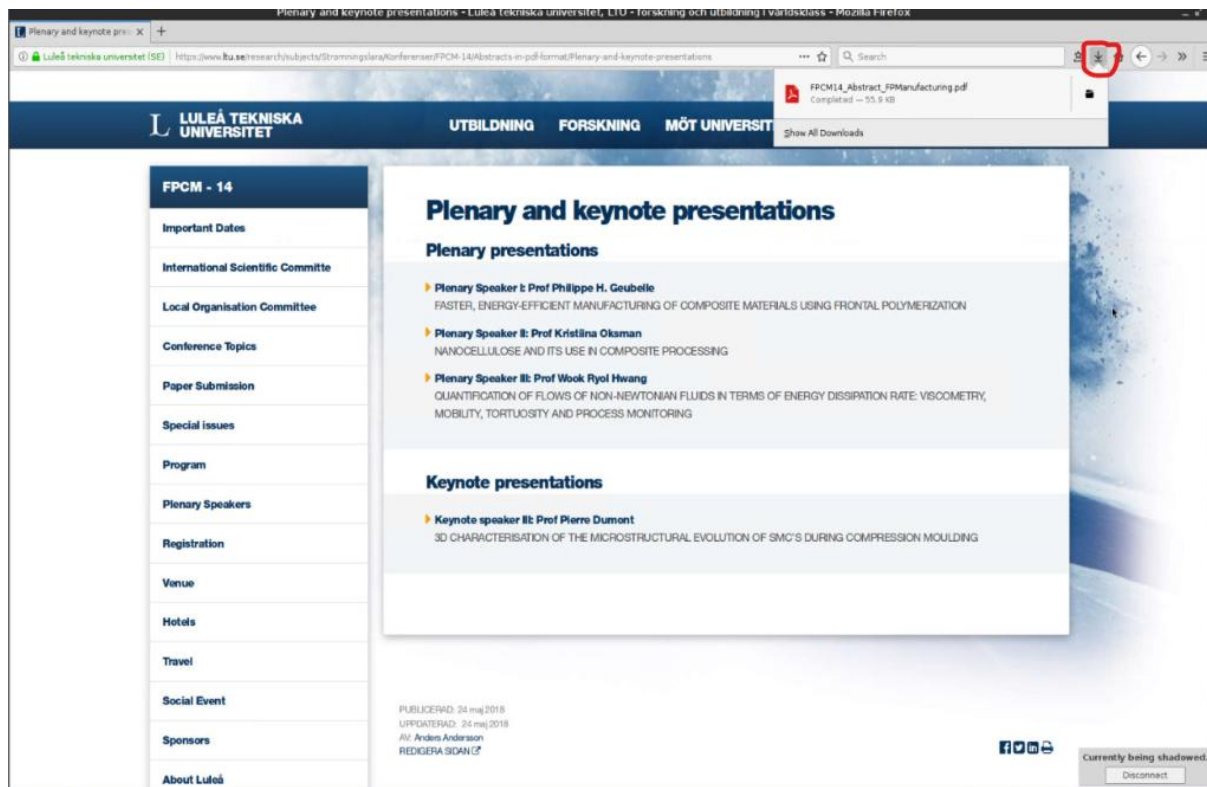 Plenary and keynote presentations - Luleå tekniska universitet, LTU - forskning och utbildning i världsklass - Mozilla Firefox
Plenary and keynote pres
Luleå tekniska universitet (SE)
https://www.ltu.se/research/subjects/Stromningslara/Konferenser/FPCM-14/Abstracts-in-pdf-format/Plenary-and-keynote-presentations
Search
FPCM14_Abstract_FPManufacturing.pdf
Completed — 55.9 KB
Show All Downloads
L LULEÅ TEKNISKA
UNIVERSITET
UTBILDNING FORSKNING MÖT UNIVERSIT
FPCM - 14
Important Dates
International Scientific Committe
Local Organisation Committee
Conference Topics
Paper Submission
Special issues
Program
Plenary Speakers
Registration
Venue
Hotels
Travel
Social Event
Sponsors
About Luleå
Plenary and keynote presentations
Plenary presentations
Plenary Speaker I: Prof Philippe H. Geubelle
FASTER, ENERGY-EFFICIENT MANUFACTURING OF COMPOSITE MATERIALS USING FRONTAL POLYMERIZATION
Plenary Speaker II: Prof Kristiina Oksman
NANOCELLULOSE AND ITS USE IN COMPOSITE PROCESSING
Plenary Speaker III: Prof Wook Ryol Hwang
QUANTIFICATION OF FLOWS OF NON-NEWTONIAN FLUIDS IN TERMS OF ENERGY DISSIPATION RATE: VISCOMETRY,
MOBILITY, TORTUOSITY AND PROCESS MONITORING
Keynote presentations
Keynote speaker III: Prof Pierre Dumont
3D CHARACTERISATION OF THE MICROSTRUCTURAL EVOLUTION OF SMC'S DURING COMPRESSION MOULDING
PUBLICERAD: 24 maj 2018
UPPDATERAD: 24 maj 2018
AV: Anders Andersson
REDIGERA SIDAN
Currently being shadowed.
Disconnect